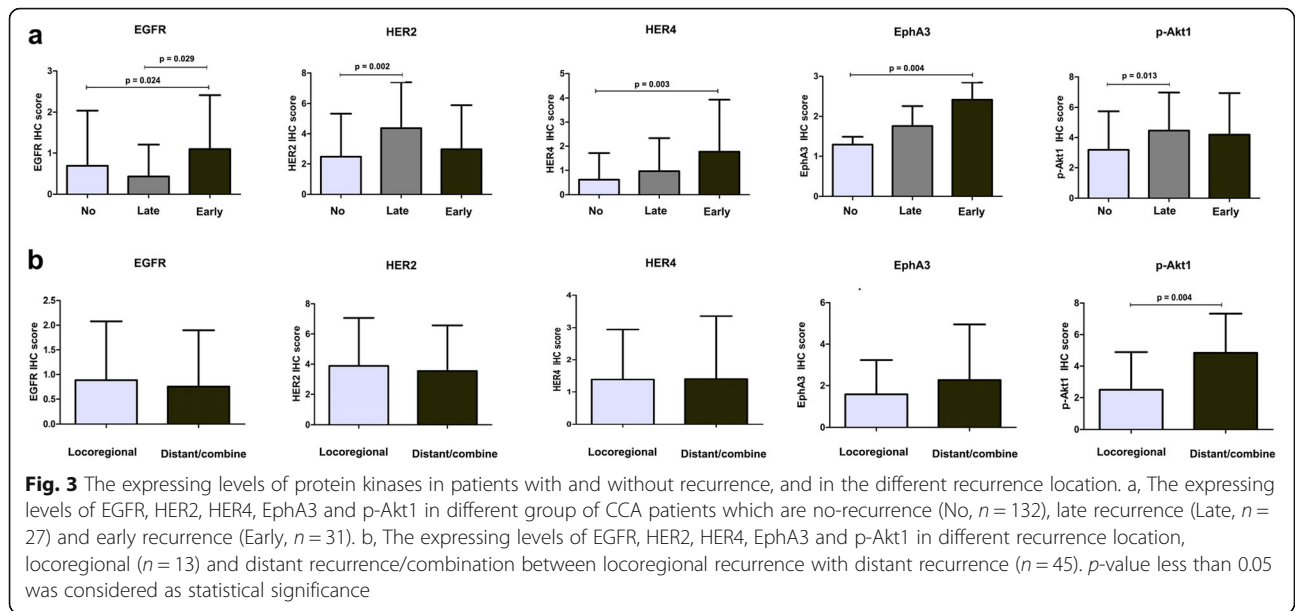 a
EGFR
HER2
HER4
EphA3
p-Akt1
p = 0.029
p = 0.024
EGFR IHC score
3
2
1
0
No
Late
Early
p = 0.002
HER2 IHC score
8
6
4
2
0
No
Late
Early
p = 0.003
HER4 IHC score
5
4
3
2
1
0
No
Late
Early
p = 0.004
EphA3 IHC score
3
2
1
0
No
Late
Early
p = 0.013
p-Akt1 IHC score
8
6
4
2
0
No
Late
Early
b
EGFR
HER2
HER4
EphA3
p-Akt1
EGFR IHC score
2.5
2.0
1.5
1.0
0.5
0.0
Locoregional
Distant/combine
HER2 IHC score
8
6
4
2
0
Locoregional
Distant/combine
HER4 IHC score
4
3
2
1
0
Locoregional
Distant/combine
EphA3 IHC score
6
4
2
0
Locoregional
Distant/combine
p = 0.004
p-Akt1 IHC score
8
6
4
2
0
Locoregional
Distant/combine
Fig. 3 The expressing levels of protein kinases in patients with and without recurrence, and in the different recurrence location. a, The expressing
levels of EGFR, HER2, HER4, EphA3 and p-Akt1 in different group of CCA patients which are no-recurrence (No, n = 132), late recurrence (Late, n =
27) and early recurrence (Early, n = 31). b, The expressing levels of EGFR, HER2, HER4, EphA3 and p-Akt1 in different recurrence location,
locoregional (n = 13) and distant recurrence/combination between locoregional recurrence with distant recurrence (n = 45). p-value less than 0.05
was considered as statistical significance